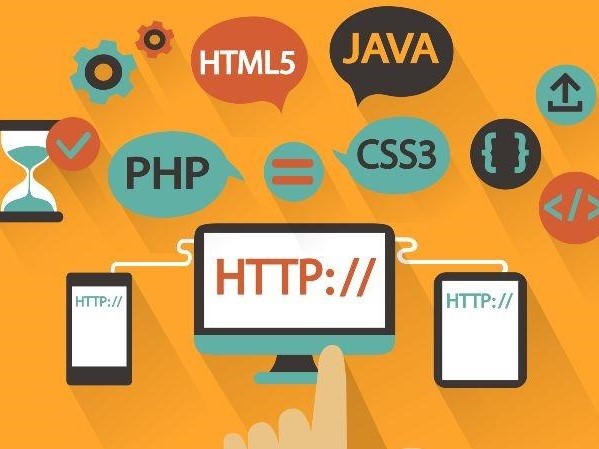 HTML5
JAVA
PHP
=
CSS3
{}
</>
HTTP://
HTTP://
HTTP://